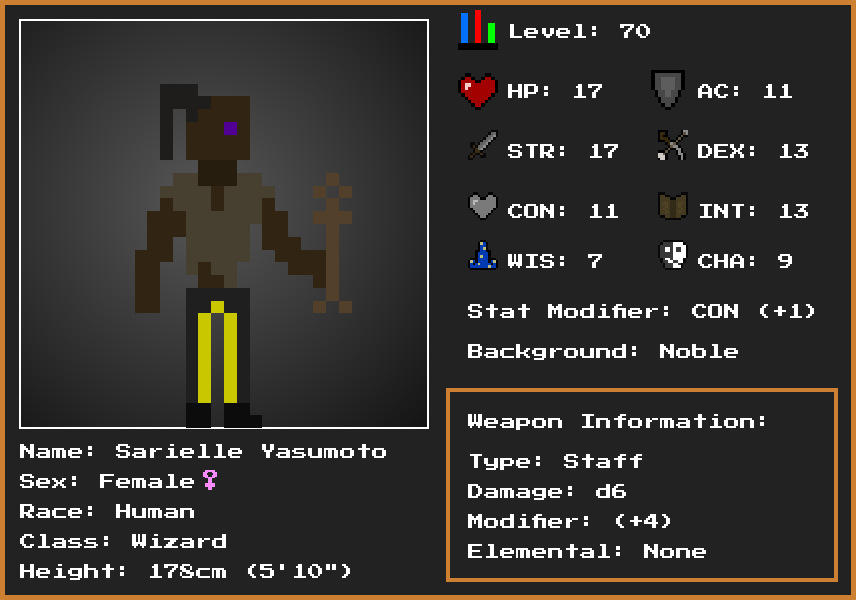 Level: 70
HP: 17
AC: 11
STR: 17
DEX: 13
CON: 11
INT: 13
WIS: 7
CHA: 9
Stat Modifier: CON (+1)
Background: Noble
Weapon Information:
Type: Staff
Damage: d6
Modifier: (+4)
Elemental: None
Name: Sarielle Yasumoto
Sex: Female♀
Race: Human
Class: Wizard
Height: 178cm (5'10")